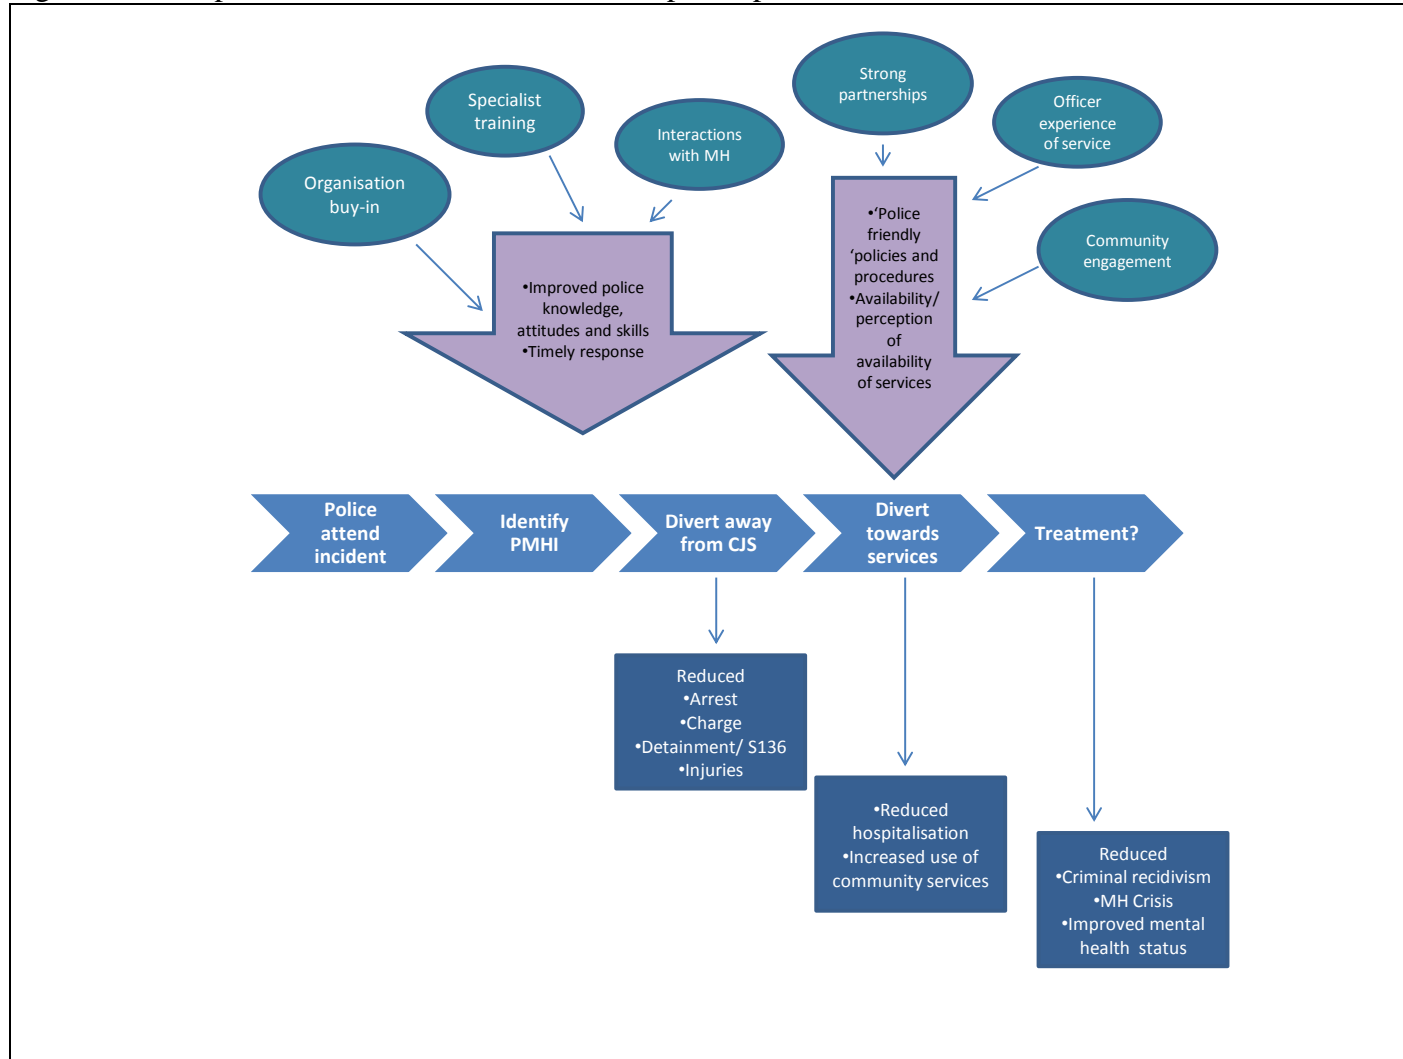 Strong
partnerships
Specialist
training
Officer
experience
of service
Interactions
with MH
Organisation
buy-in
•‘Police
friendly
‘policies and
procedures
•Availability/
perception
of
availability
of services
Community
engagement
•Improved police
knowledge,
attitudes and skills
•Timely response
Police
attend
incident
Identify
PMHI
Divert away
from CJS
Divert
towards
services
Treatment?
Reduced
•Arrest
•Charge
•Detainment/ S136
•Injuries
•Reduced
hospitalisation
•Increased use of
community services
Reduced
•Criminal recidivism
•MH Crisis
•Improved mental
health status